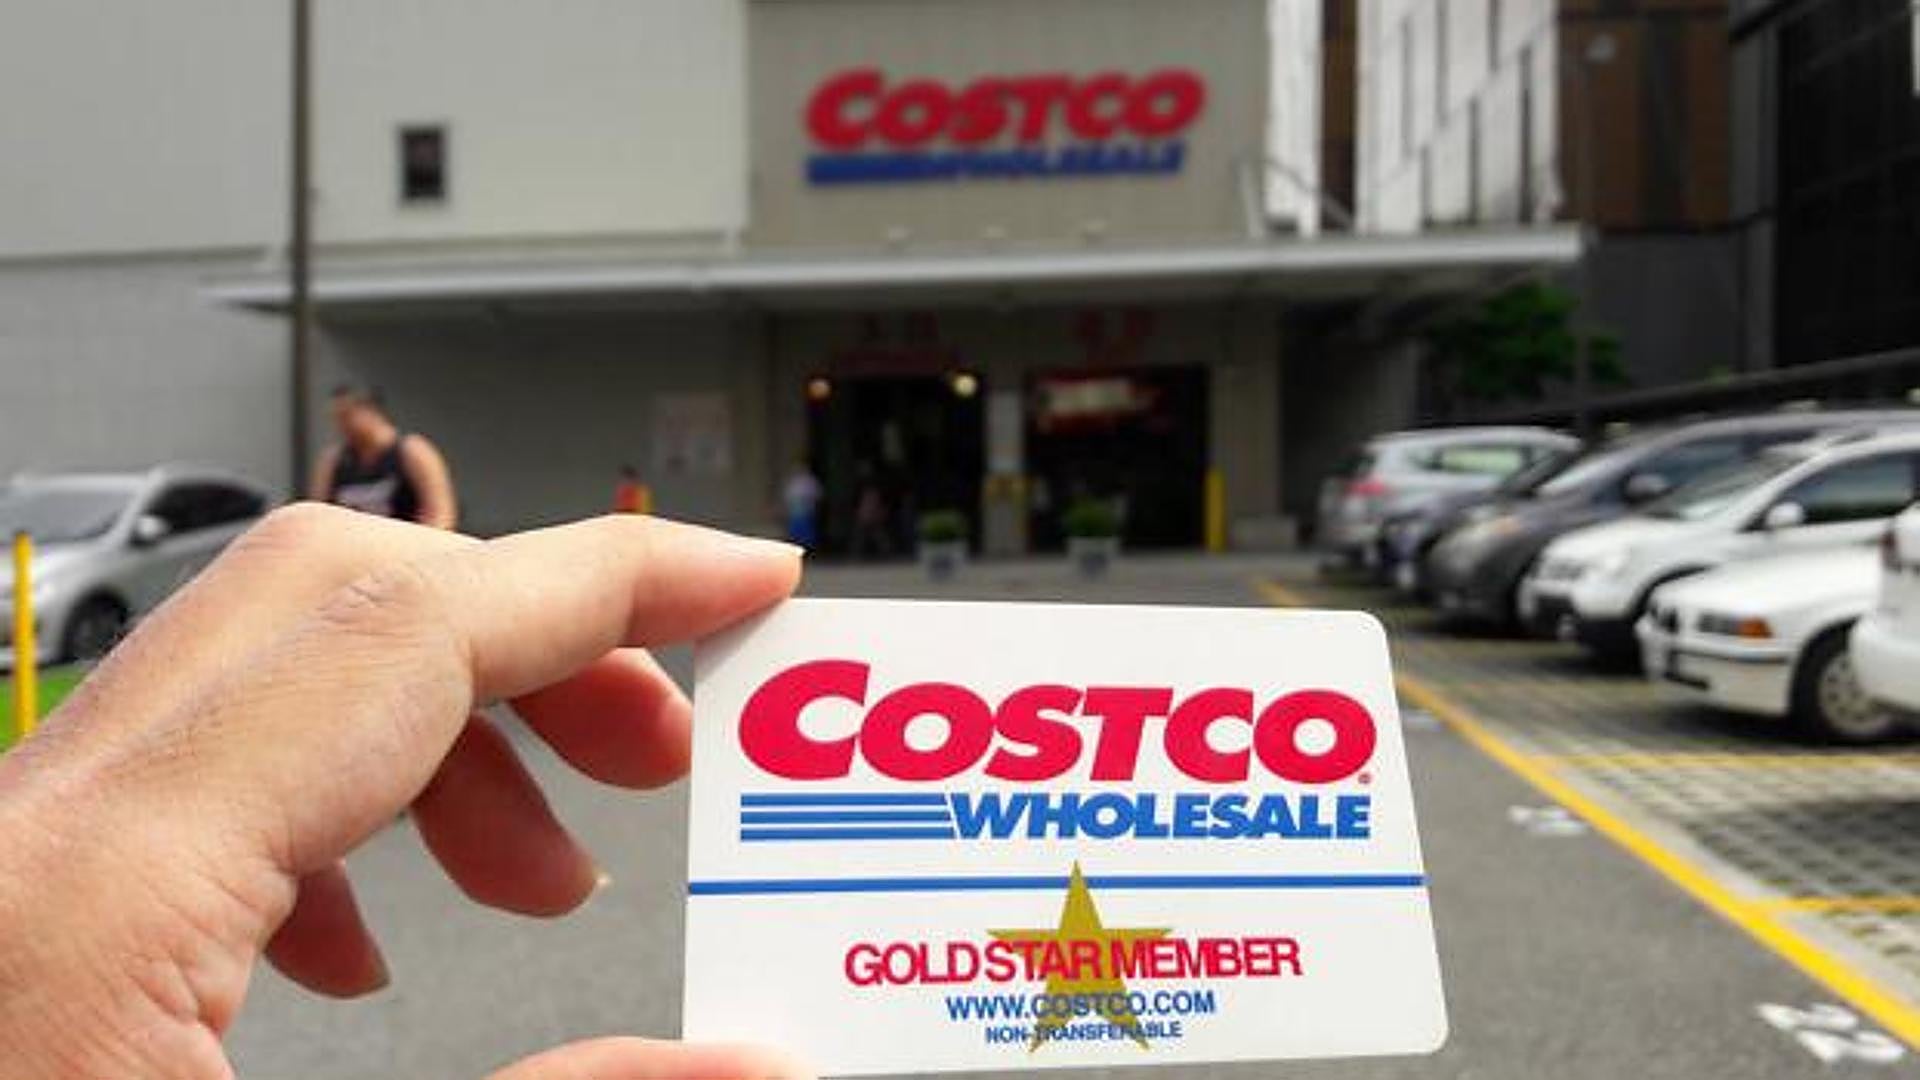 COSTCO
WHOLESALE
COSTCO
WHOLESALE
GOLD STAR MEMBER
WWW.COSTCO.COM
NON-TRANSFERABLE